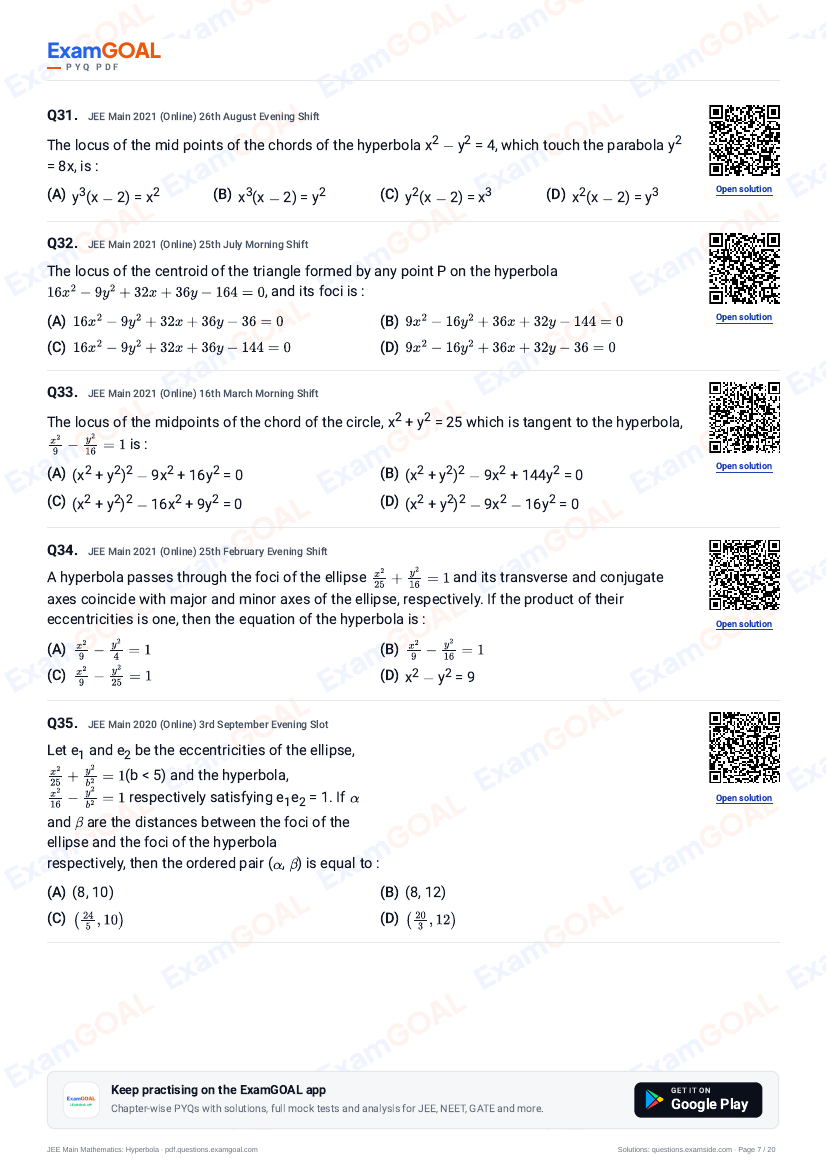 ExamGOAL
PYQ PDF
Q31. JEE Main 2021 (Online) 26th August Evening Shift
The locus of the mid points of the chords of the hyperbola x² − y² = 4, which touch the parabola y²
= 8x, is :
(A) y³(x − 2) = x² (B) x³(x − 2) = y² (C) y²(x − 2) = x³ (D) x²(x − 2) = y³
Open solution
Q32. JEE Main 2021 (Online) 25th July Morning Shift
The locus of the centroid of the triangle formed by any point P on the hyperbola
16x² − 9y² + 32x + 36y − 164 = 0, and its foci is :
(A) 16x² − 9y² + 32x + 36y − 36 = 0 (B) 9x² − 16y² + 36x + 32y − 144 = 0
(C) 16x² − 9y² + 32x + 36y − 144 = 0 (D) 9x² − 16y² + 36x + 32y − 36 = 0
Open solution
Q33. JEE Main 2021 (Online) 16th March Morning Shift
The locus of the midpoints of the chord of the circle, x² + y² = 25 which is tangent to the hyperbola,
x²/9 − y²/16 = 1 is :
(A) (x² + y²)² − 9x² + 16y² = 0 (B) (x² + y²)² − 9x² + 144y² = 0
(C) (x² + y²)² − 16x² + 9y² = 0 (D) (x² + y²)² − 9x² − 16y² = 0
Open solution
Q34. JEE Main 2021 (Online) 25th February Evening Shift
A hyperbola passes through the foci of the ellipse x²/25 + y²/16 = 1 and its transverse and conjugate
axes coincide with major and minor axes of the ellipse, respectively. If the product of their
eccentricities is one, then the equation of the hyperbola is :
(A) x²/9 − y²/4 = 1 (B) x²/9 − y²/16 = 1
(C) x²/9 − y²/25 = 1 (D) x² − y² = 9
Open solution
Q35. JEE Main 2020 (Online) 3rd September Evening Slot
Let e₁ and e₂ be the eccentricities of the ellipse,
x²/25 + y²/b² = 1(b < 5) and the hyperbola,
x²/16 − y²/b² = 1 respectively satisfying e₁e₂ = 1. If α
and β are the distances between the foci of the
ellipse and the foci of the hyperbola
respectively, then the ordered pair (α, β) is equal to :
(A) (8, 10) (B) (8, 12)
(C) (24/5, 10) (D) (20/3, 12)
Open solution
ExamGOAL
Keep practising on the ExamGOAL app
Chapter-wise PYQs with solutions, full mock tests and analysis for JEE, NEET, GATE and more.
GET IT ON
Google Play
JEE Main Mathematics: Hyperbola · pdf.questions.examgoal.com
Solutions: questions.examside.com · Page 7 / 20